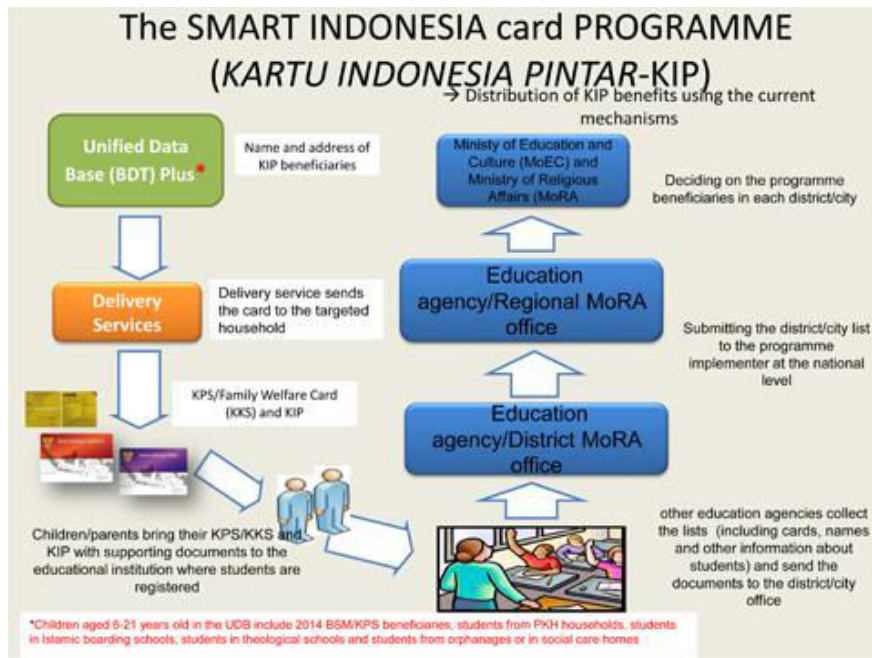 The SMART INDONESIA card PROGRAMME
(KARTU INDONESIA PINTAR-KIP)
→ Distribution of KIP benefits using the current
mechanisms
Unified Data
Base (BDT) Plus*
Name and address of
KIP beneficiaries
Delivery
Services
Delivery service sends
the card to the targeted
household
KPS/Family Welfare Card
(KKS) and KIP
Children/parents bring their KPS/KKS and
KIP with supporting documents to the
educational institution where students are
registered
Ministry of Education and
Culture (MoEC) and
Ministry of Religious
Affairs (MoRA
Deciding on the programme
beneficiaries in each district/city
Education
agency/Regional MoRA
office
Submitting the district/city list
to the programme
implementer at the national
level
Education
agency/District MoRA
office
other education agencies collect
the lists (including cards, names
and other information about
students) and send the
documents to the district/city
office
*Children aged 6-21 years old in the UDB include 2014 BSM/KPS beneficiaries, students from PKH households, students
in Islamic boarding schools, students in theological schools and students from orphanages or in social care homes